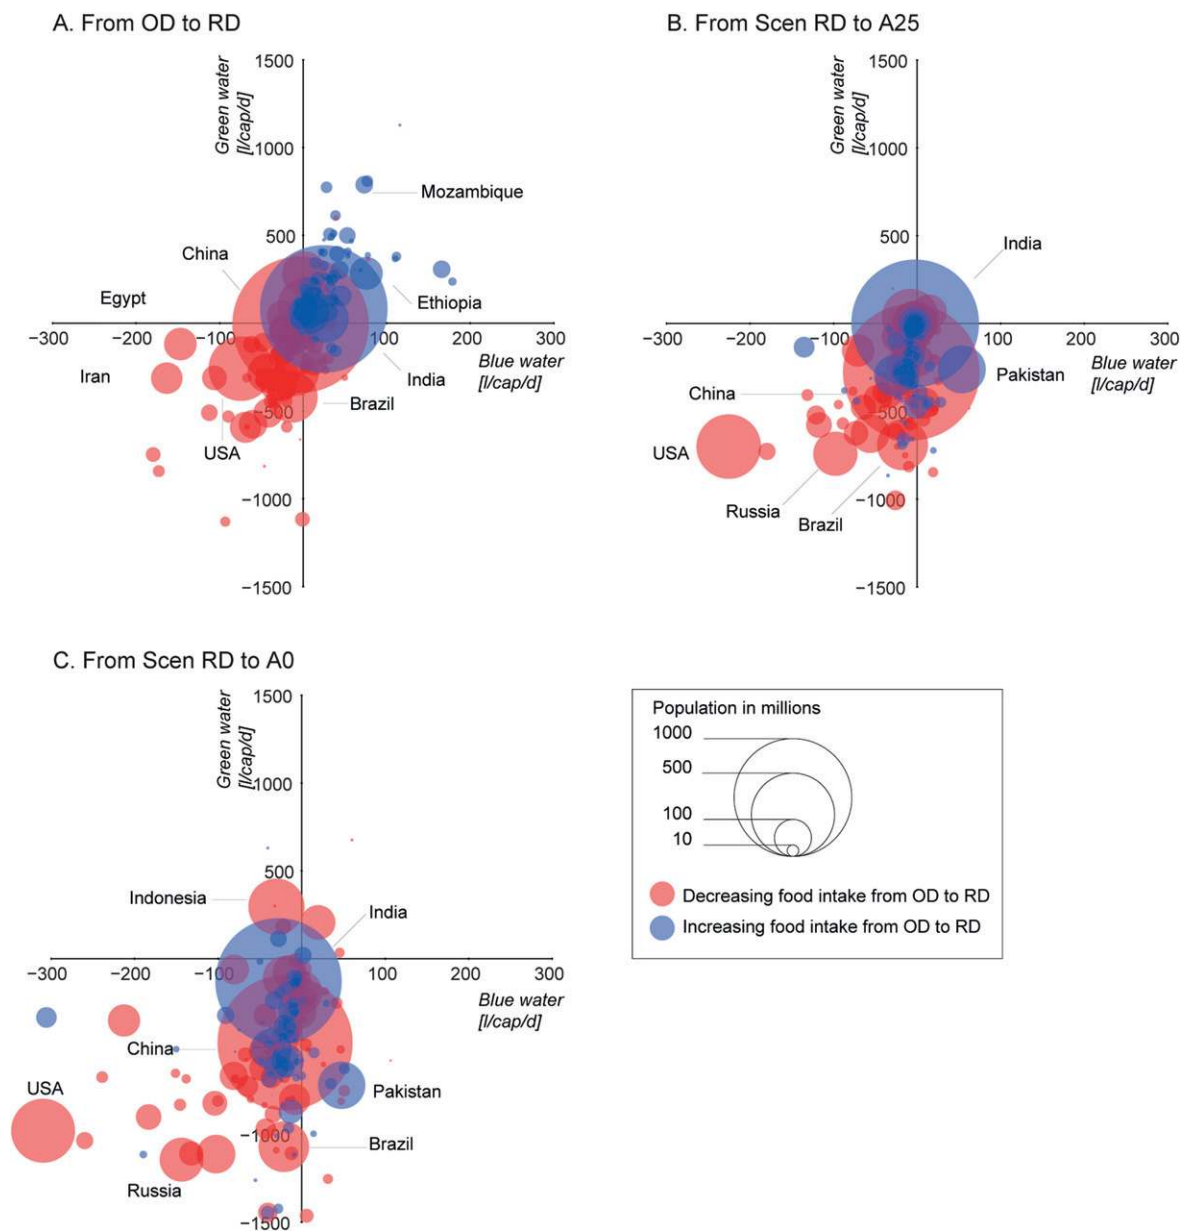 A. From OD to RD
Green water
[l/cap/d]
1500
1000
500
−300
−200
−100
100
200
300
−500
−1000
−1500
Blue water
[l/cap/d]
Mozambique
China
Egypt
Ethiopia
Iran
India
Brazil
USA
B. From Scen RD to A25
Green water
[l/cap/d]
1500
1000
500
−300
−200
−100
100
200
300
−500
−1000
−1500
Blue water
[l/cap/d]
India
Pakistan
China
USA
Russia
Brazil
C. From Scen RD to A0
Green water
[l/cap/d]
1500
1000
500
−300
−200
−100
100
200
300
−1000
−1500
Blue water
[l/cap/d]
Indonesia
India
China
USA
Pakistan
Brazil
Russia
Population in millions
1000
500
100
10
Decreasing food intake from OD to RD
Increasing food intake from OD to RD